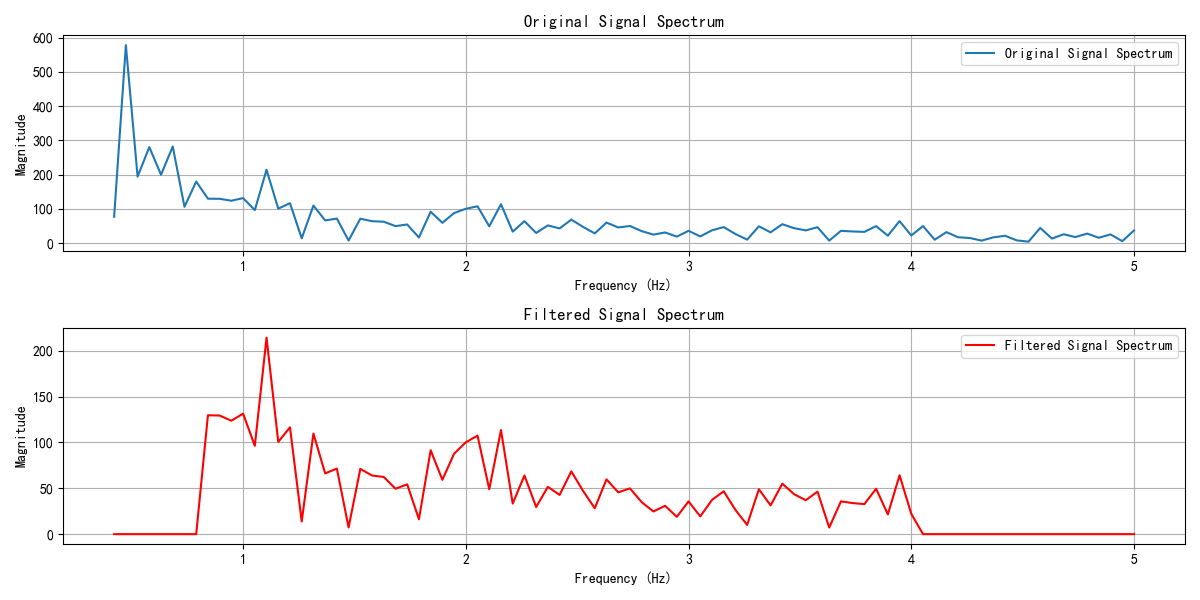 Original Signal Spectrum
600
500
400
300
200
100
0
Magnitude
Original Signal Spectrum
1 2 3 4 5
Frequency (Hz)
Filtered Signal Spectrum
200
150
100
50
0
Magnitude
Filtered Signal Spectrum
1 2 3 4 5
Frequency (Hz)